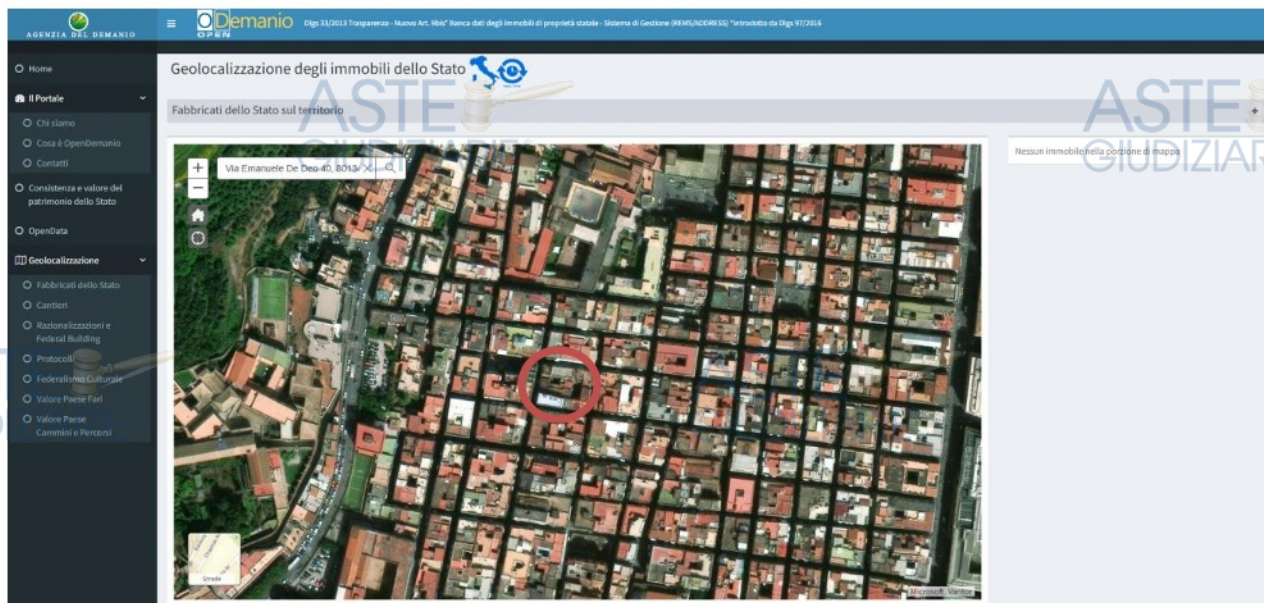 AGENZIA DEL DEMANIO
ODemanio
OPEN
Dlgs 33/2013 Trasparenza - Nuovo Art. 9bis" Banca dati degli immobili di proprietà statale - Sistema di Gestione (REMS/ADDRESS) "introdotto da Dlgs 97/2016
Home
Il Portale
Chi siamo
Cosa è OpenDemanio
Contatti
Consistenza e valore del
patrimonio dello Stato
OpenData
Geolocalizzazione
Fabbricati dello Stato
Cantieri
Razionalizzazioni e
Federal Building
Protocolli
Federalismo Culturale
Valore Paese Fari
Valore Paese
Cammini e Percorsi
Geolocalizzazione degli immobili dello Stato
Fabbricati dello Stato sul territorio
+
ASTE
GIUDIZIARIE
ASTE
GIUDIZIAR
+
−
Via Emanuele De Deo 40, 8013
Nessun immobile nella porzione di mappa
Strade
Microsoft, Vantor